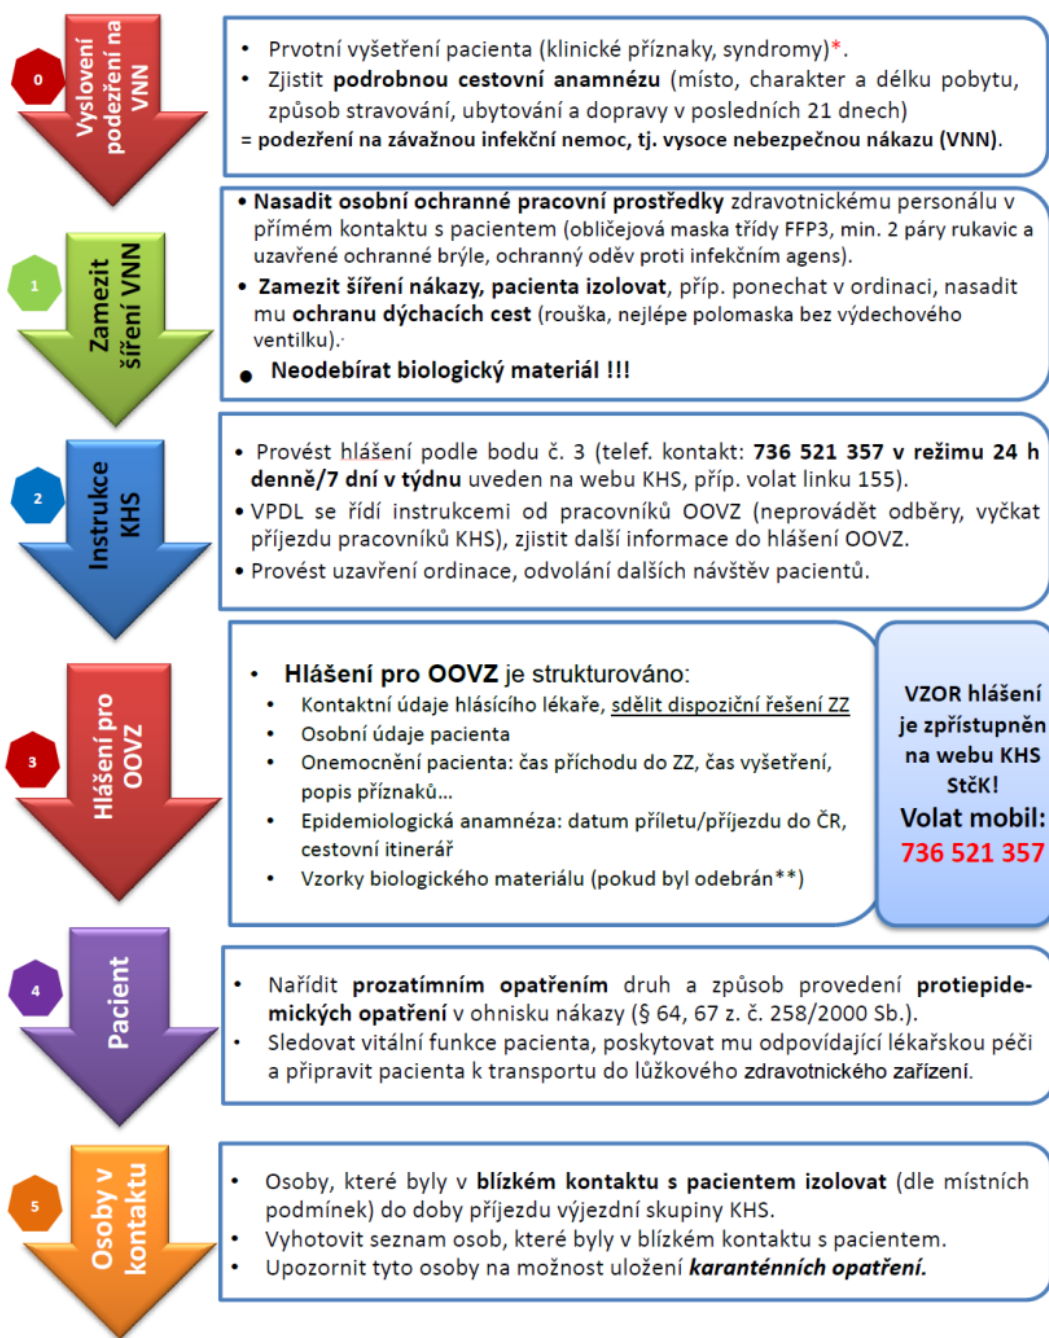 0
Vyslovení
podezření na
VNN
• Prvotní vyšetření pacienta (klinické příznaky, syndromy)*.
• Zjistit podrobnou cestovní anamnézu (místo, charakter a délku pobytu,
způsob stravování, ubytování a dopravy v posledních 21 dnech)
= podezření na závažnou infekční nemoc, tj. vysoce nebezpečnou nákazu (VNN).
1
Zamezit
šíření VNN
• Nasadit osobní ochranné pracovní prostředky zdravotnickému personálu v
přímém kontaktu s pacientem (obličejová maska třídy FFP3, min. 2 páry rukavic a
uzavřené ochranné brýle, ochranný oděv proti infekčním agens).
• Zamezit šíření nákazy, pacienta izolovat, příp. ponechat v ordinaci, nasadit
mu ochranu dýchacích cest (rouška, nejlépe polomaska bez výdechového
ventilku).
• Neodebírat biologický materiál !!!
2
Instrukce
KHS
• Provést hlášení podle bodu č. 3 (telef. kontakt: 736 521 357 v režimu 24 h
denně/7 dní v týdnu uveden na webu KHS, příp. volat linku 155).
• VPDL se řídí instrukcemi od pracovníků OOVZ (neprovádět odběry, vyčkat
příjezdu pracovníků KHS), zjistit další informace do hlášení OOVZ.
• Provést uzavření ordinace, odvolání dalších návštěv pacientů.
3
Hlášení pro
OOVZ
• Hlášení pro OOVZ je strukturováno:
• Kontaktní údaje hlásícího lékaře, sdělit dispoziční řešení ZZ
• Osobní údaje pacienta
• Onemocnění pacienta: čas příchodu do ZZ, čas vyšetření,
popis příznaků...
• Epidemiologická anamnéza: datum příletu/příjezdu do ČR,
cestovní itinerář
• Vzorky biologického materiálu (pokud byl odebrán**)
VZOR hlášení
je zpřístupněn
na webu KHS
StčK!
Volat mobil:
736 521 357
4
Pacient
• Nařídit prozatímním opatřením druh a způsob provedení protiepide-
mických opatření v ohnisku nákazy (§ 64, 67 z. č. 258/2000 Sb.).
• Sledovat vitální funkce pacienta, poskytovat mu odpovídající lékařskou péči
a připravit pacienta k transportu do lůžkového zdravotnického zařízení.
5
Osoby v
kontaktu
• Osoby, které byly v blízkém kontaktu s pacientem izolovat (dle místních
podmínek) do doby příjezdu výjezdní skupiny KHS.
• Vyhotovit seznam osob, které byly v blízkém kontaktu s pacientem.
• Upozornit tyto osoby na možnost uložení karanténních opatření.